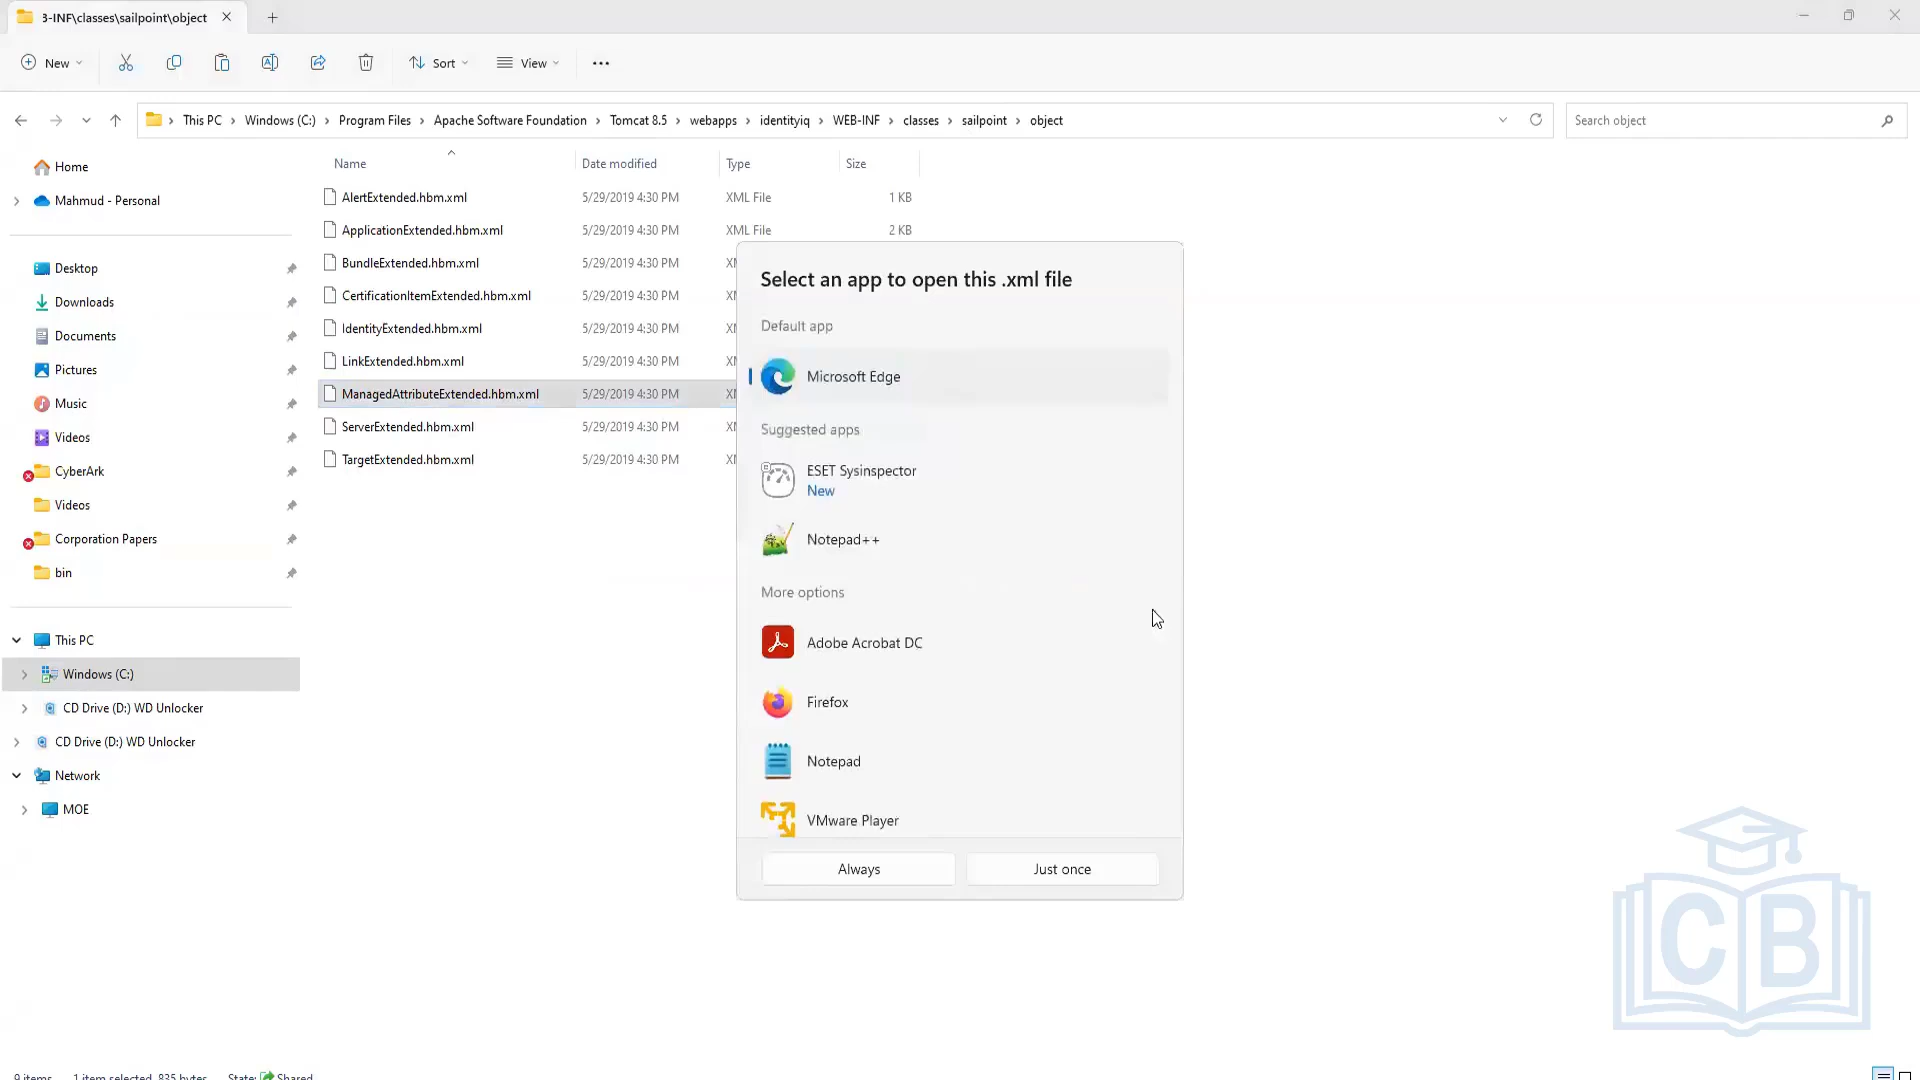 3-INF\classes\sailpoint\object
New
Sort
View
This PC Windows (C:) Program Files Apache Software Foundation Tomcat 8.5 webapps identityiq WEB-INF classes sailpoint object
Search object
Home
Mahmud - Personal
Desktop
Downloads
Documents
Pictures
Music
Videos
CyberArk
Videos
Corporation Papers
bin
This PC
Windows (C:)
CD Drive (D:) WD Unlocker
CD Drive (D:) WD Unlocker
Network
MOE
Name Date modified Type Size
AlertExtended.hbm.xml 5/29/2019 4:30 PM XML File 1 KB
ApplicationExtended.hbm.xml 5/29/2019 4:30 PM XML File 2 KB
BundleExtended.hbm.xml 5/29/2019 4:30 PM
CertificationItemExtended.hbm.xml 5/29/2019 4:30 PM
IdentityExtended.hbm.xml 5/29/2019 4:30 PM
LinkExtended.hbm.xml 5/29/2019 4:30 PM
ManagedAttributeExtended.hbm.xml 5/29/2019 4:30 PM
ServerExtended.hbm.xml 5/29/2019 4:30 PM
TargetExtended.hbm.xml 5/29/2019 4:30 PM
Select an app to open this .xml file
Default app
Microsoft Edge
Suggested apps
ESET Sysinspector
New
Notepad++
More options
Adobe Acrobat DC
Firefox
Notepad
VMware Player
Always Just once
CB
9 items 1 item selected 835 bytes State: Shared